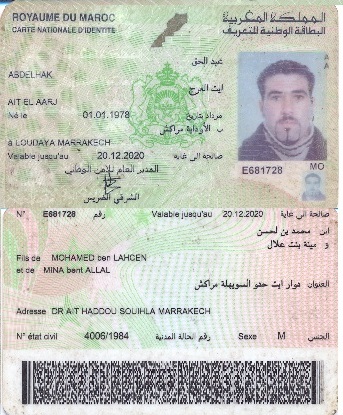 ROYAUME DU MAROC
المملكة المغربية
CARTE NATIONALE D'IDENTITE
البطاقة الوطنية للتعريف
عبد الحق
ABDELHAK
ايت العرج
AIT EL AARJ
Né le 01.01.1978 مزداد بتاريخ
ب الأوداية مراكش
à LOUDAYA MARRAKECH
Valable jusqu'au 20.12.2020 صالحة الى غاية
المدير العام للامن الوطني
الشرقي الضريس
E681728
MO
N° E681728 رقم Valable jusqu'au 20.12.2020 صالحة الى غاية
ابن محمد بن لحسن
و مينة بنت علال
Fils de MOHAMED ben LAHCEN
et de MINA bent ALLAL
العنوان دوار ايت حدو السويهلة مراكش
Adresse DR AIT HADDOU SOUIHLA MARRAKECH
N° état civil 4006/1984 رقم الحالة المدنية Sexe M الجنس